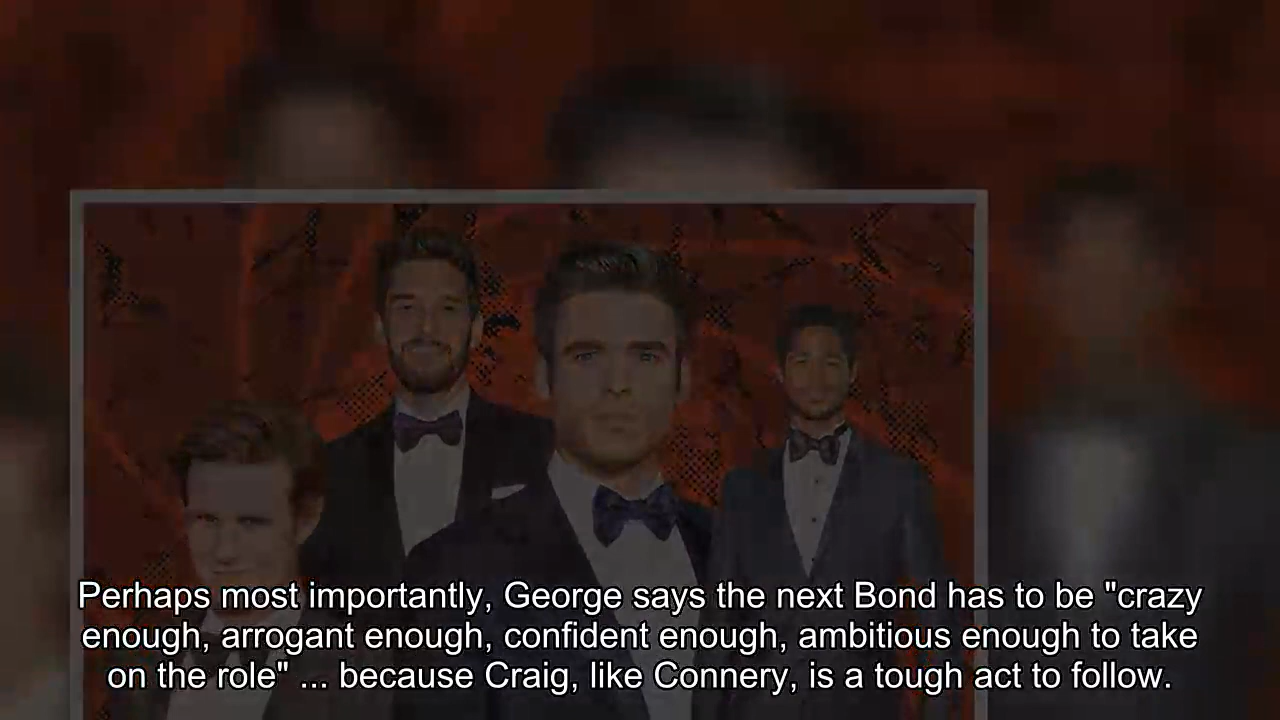 Perhaps most importantly, George says the next Bond has to be "crazy
enough, arrogant enough, confident enough, ambitious enough to take
on the role" ... because Craig, like Connery, is a tough act to follow.